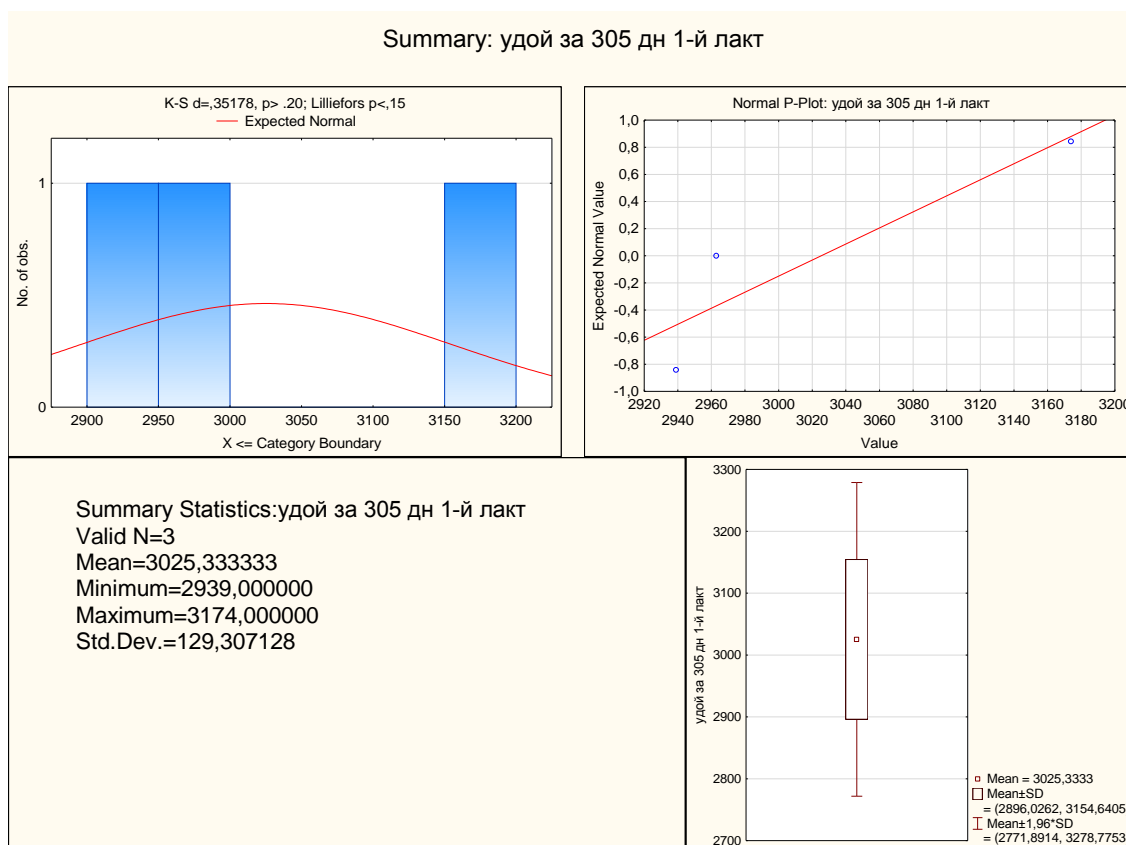 Summary: удой за 305 дн 1-й лакт
K-S d=,35178, p> .20; Lilliefors p<,15
Expected Normal
No. of obs.
1
0
2900 2950 3000 3050 3100 3150 3200
X <= Category Boundary
Normal P-Plot: удой за 305 дн 1-й лакт
Expected Normal Value
1,0
0,8
0,6
0,4
0,2
0,0
-0,2
-0,4
-0,6
-0,8
-1,0
2920 2960 3000 3040 3080 3120 3160 3200
2940 2980 3020 3060 3100 3140 3180
Value
Summary Statistics:удой за 305 дн 1-й лакт
Valid N=3
Mean=3025,333333
Minimum=2939,000000
Maximum=3174,000000
Std.Dev.=129,307128
удой за 305 дн 1-й лакт
3300
3200
3100
3000
2900
2800
2700
Mean = 3025,3333
Mean±SD
= (2896,0262, 3154,6405
Mean±1,96*SD
= (2771,8914, 3278,7753